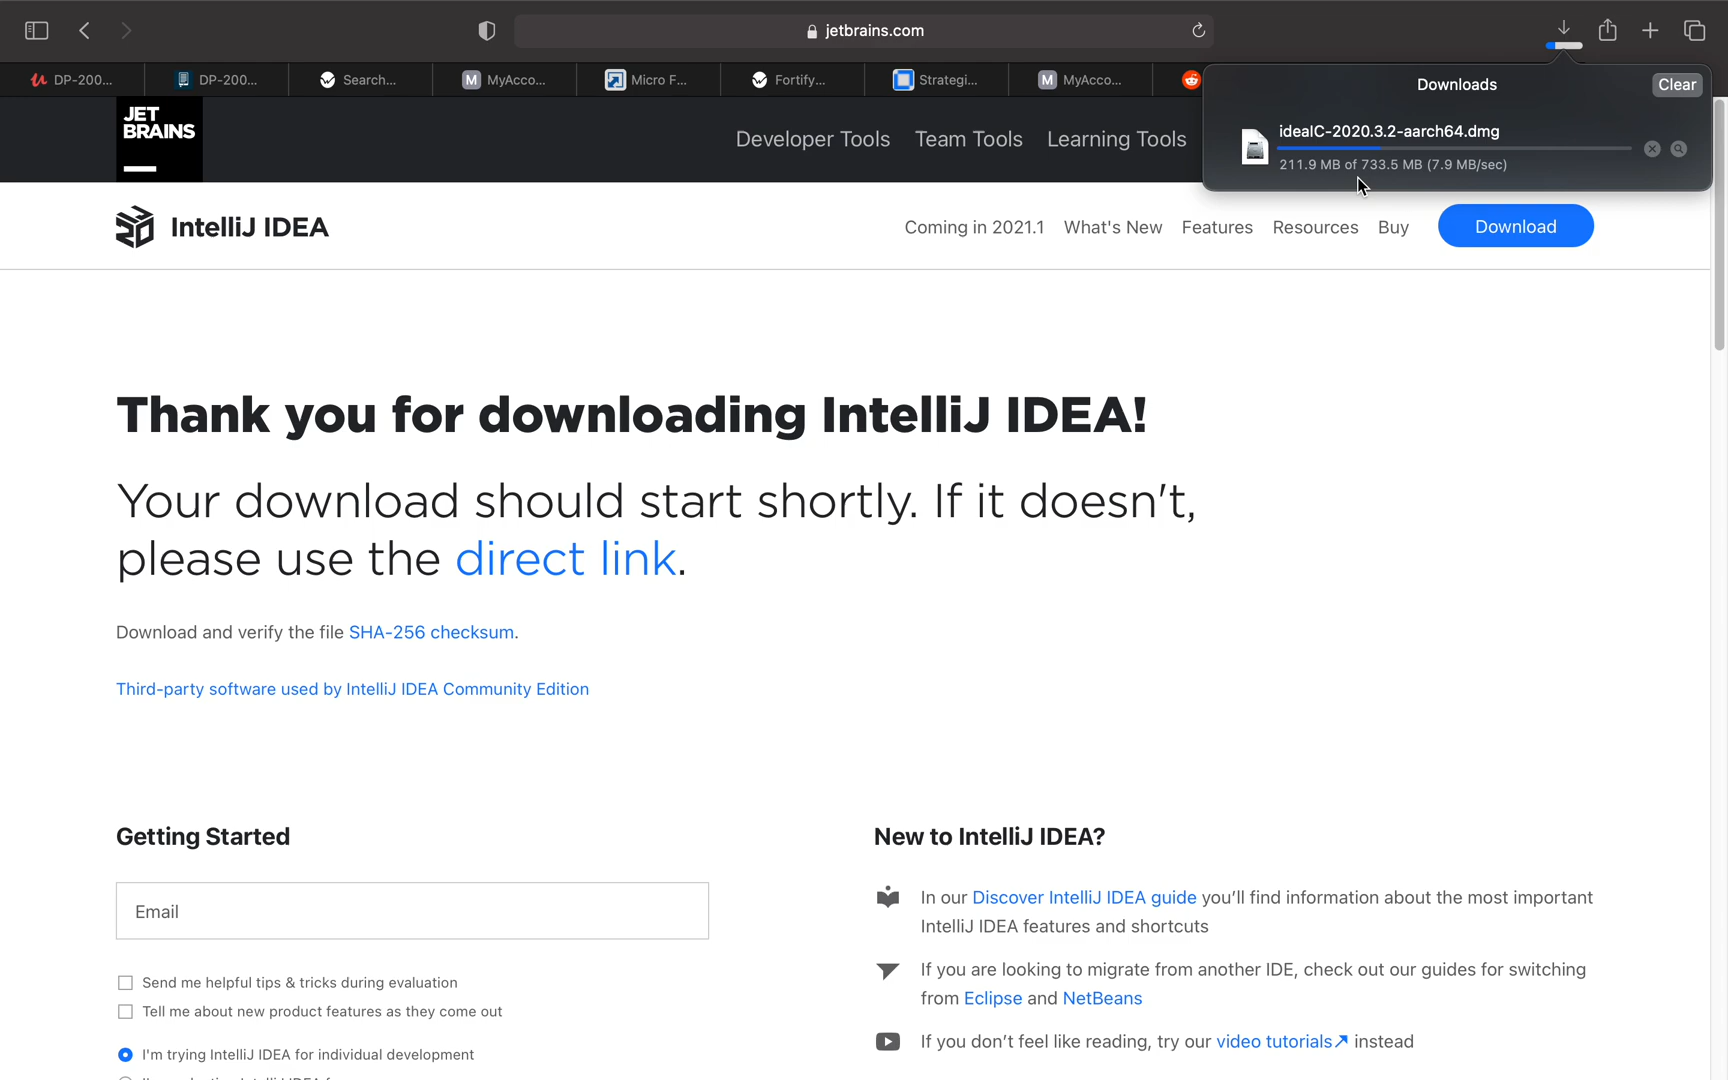 jetbrains.com
DP-200...
DP-200...
Search...
MyAcco...
Micro F...
Fortify...
Strategi...
MyAcco...
Downloads
Clear
ideaIC-2020.3.2-aarch64.dmg
211.9 MB of 733.5 MB (7.9 MB/sec)
JET
BRAINS
Developer Tools
Team Tools
Learning Tools
IntelliJ IDEA
Coming in 2021.1
What's New
Features
Resources
Buy
Download
Thank you for downloading IntelliJ IDEA!
Your download should start shortly. If it doesn't,
please use the direct link.
Download and verify the file SHA-256 checksum.
Third-party software used by IntelliJ IDEA Community Edition
Getting Started
Email
Send me helpful tips & tricks during evaluation
Tell me about new product features as they come out
I'm trying IntelliJ IDEA for individual development
New to IntelliJ IDEA?
In our Discover IntelliJ IDEA guide you'll find information about the most important
IntelliJ IDEA features and shortcuts
If you are looking to migrate from another IDE, check out our guides for switching
from Eclipse and NetBeans
If you don't feel like reading, try our video tutorials↗ instead